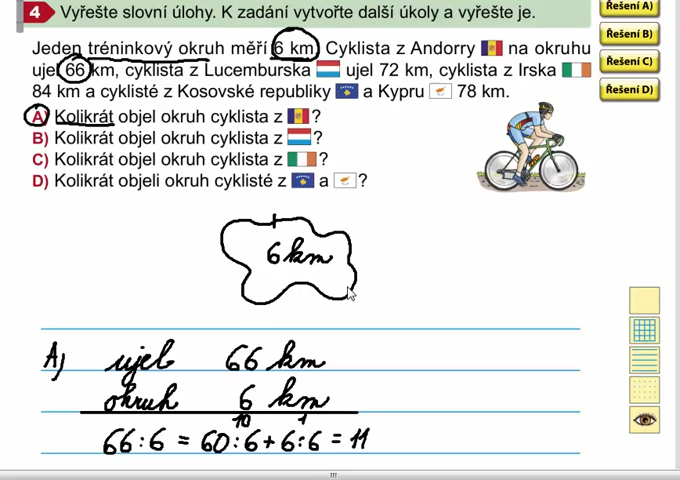 4 Vyřešte slovní úlohy. K zadání vytvořte další úkoly a vyřešte je.
Řešení A)
Řešení B)
Řešení C)
Řešení D)
Jeden tréninkový okruh měří 6 km. Cyklista z Andorry na okruhu
ujel 66 km, cyklista z Lucemburska ujel 72 km, cyklista z Irska
84 km a cyklisté z Kosovské republiky a Kypru 78 km.
A) Kolikrát objel okruh cyklista z ?
B) Kolikrát objel okruh cyklista z ?
C) Kolikrát objel okruh cyklista z ?
D) Kolikrát objeli okruh cyklisté z a ?
6 km
A) ujel 66 km
okruh 6 km
10 1
66:6 = 60:6+6:6 = 11